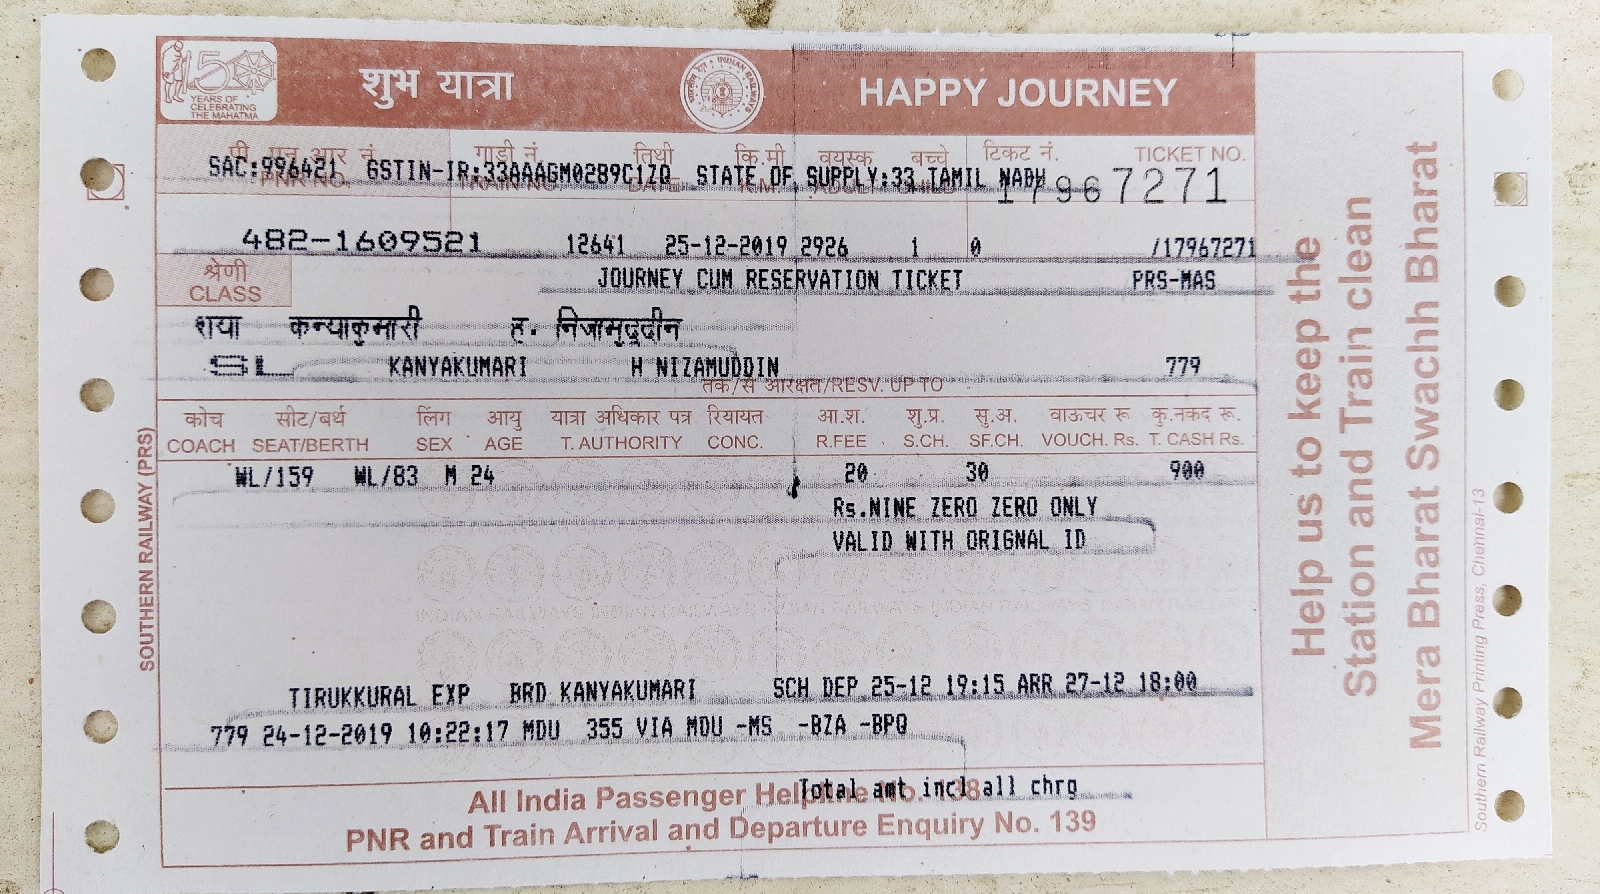 150
YEARS OF
CELEBRATING
THE MAHATMA
शुभ यात्रा
INDIAN RAILWAYS
HAPPY JOURNEY
पी एन आर नं. गाड़ी नं तिथी कि.मी वयस्क बच्चे टिकट नं. TICKET NO.
PNR NO. TRAIN NO. DATE K.M.
SAC:996421 GSTIN-IR:33AAAGM0289C1ZQ STATE OF SUPPLY:33 TAMIL NADU
17967271
482-1609521 12641 25-12-2019 2926 1 0 /17967271
श्रेणी
CLASS
JOURNEY CUM RESERVATION TICKET PRS-MAS
शया कन्याकुमारी ह. निजामुद्दीन
SL KANYAKUMARI H NIZAMUDDIN 779
तक/से आरक्षत/RESV. UP TO
कोच सीट/बर्थ लिंग आयु यात्रा अधिकार पत्र रियायत आ.श. शु.प्र. सु.अ. वाऊचर रू कु.नकद रू.
COACH SEAT/BERTH SEX AGE T. AUTHORITY CONC. R.FEE S.CH. SF.CH. VOUCH. Rs. T. CASH Rs.
WL/159 WL/83 M 24 20 30 900
Rs.NINE ZERO ZERO ONLY
VALID WITH ORIGNAL ID
TIRUKKURAL EXP BRD KANYAKUMARI SCH DEP 25-12 19:15 ARR 27-12 18:00
779 24-12-2019 10:22:17 MDU 355 VIA MDU -MS -BZA -BPQ
Total amt incl all chrg
All India Passenger Helpline No. 138
PNR and Train Arrival and Departure Enquiry No. 139
SOUTHERN RAILWAY (PRS)
Help us to keep the
Station and Train clean
Mera Bharat Swachh Bharat
Southern Railway Printing Press, Chennai-13